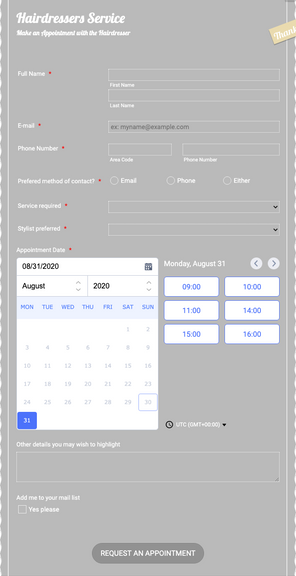 Hairdressers Service
Make an Appointment with the Hairdresser
Thank
Full Name *
First Name
Last Name
E-mail *
ex: myname@example.com
Phone Number *
Area Code Phone Number
Prefered method of contact? * Email Phone Either
Service required *
Stylist preferred *
Appointment Date *
08/31/2020
August 2020
MON TUE WED THU FRI SAT SUN
1 2
3 4 5 6 7 8 9
10 11 12 13 14 15 16
17 18 19 20 21 22 23
24 25 26 27 28 29 30
31
Monday, August 31
09:00 10:00
11:00 14:00
15:00 16:00
UTC (GMT+00:00)
Other details you may wish to highlight
Add me to your mail list
Yes please
REQUEST AN APPOINTMENT